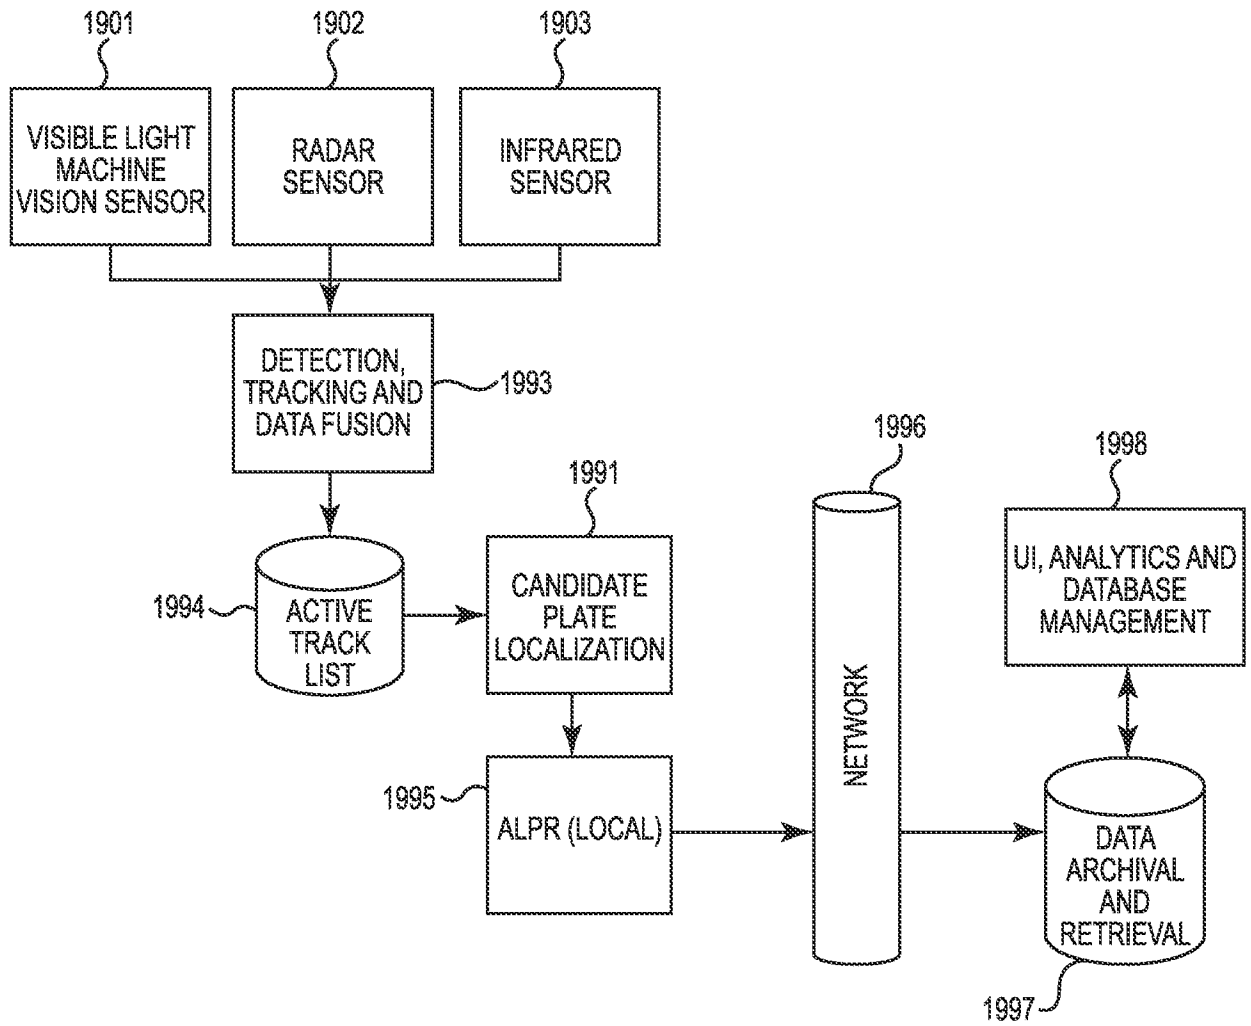 1901
1902
1903
VISIBLE LIGHT
MACHINE
VISION SENSOR
RADAR
SENSOR
INFRARED
SENSOR
DETECTION,
TRACKING AND
DATA FUSION
1993
1994
ACTIVE
TRACK
LIST
1991
CANDIDATE
PLATE
LOCALIZATION
1995
ALPR (LOCAL)
1996
NETWORK
1998
UI, ANALYTICS AND
DATABASE
MANAGEMENT
DATA
ARCHIVAL
AND
RETRIEVAL
1997